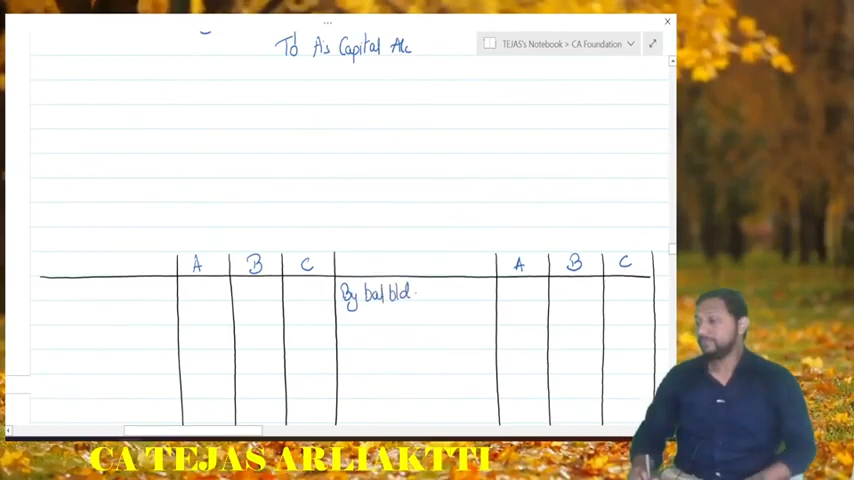 To A's Capital A/c
TEJAS's Notebook > CA Foundation
A B C A B C
By bal b/d.
CA TEJAS ARLIAKTTI